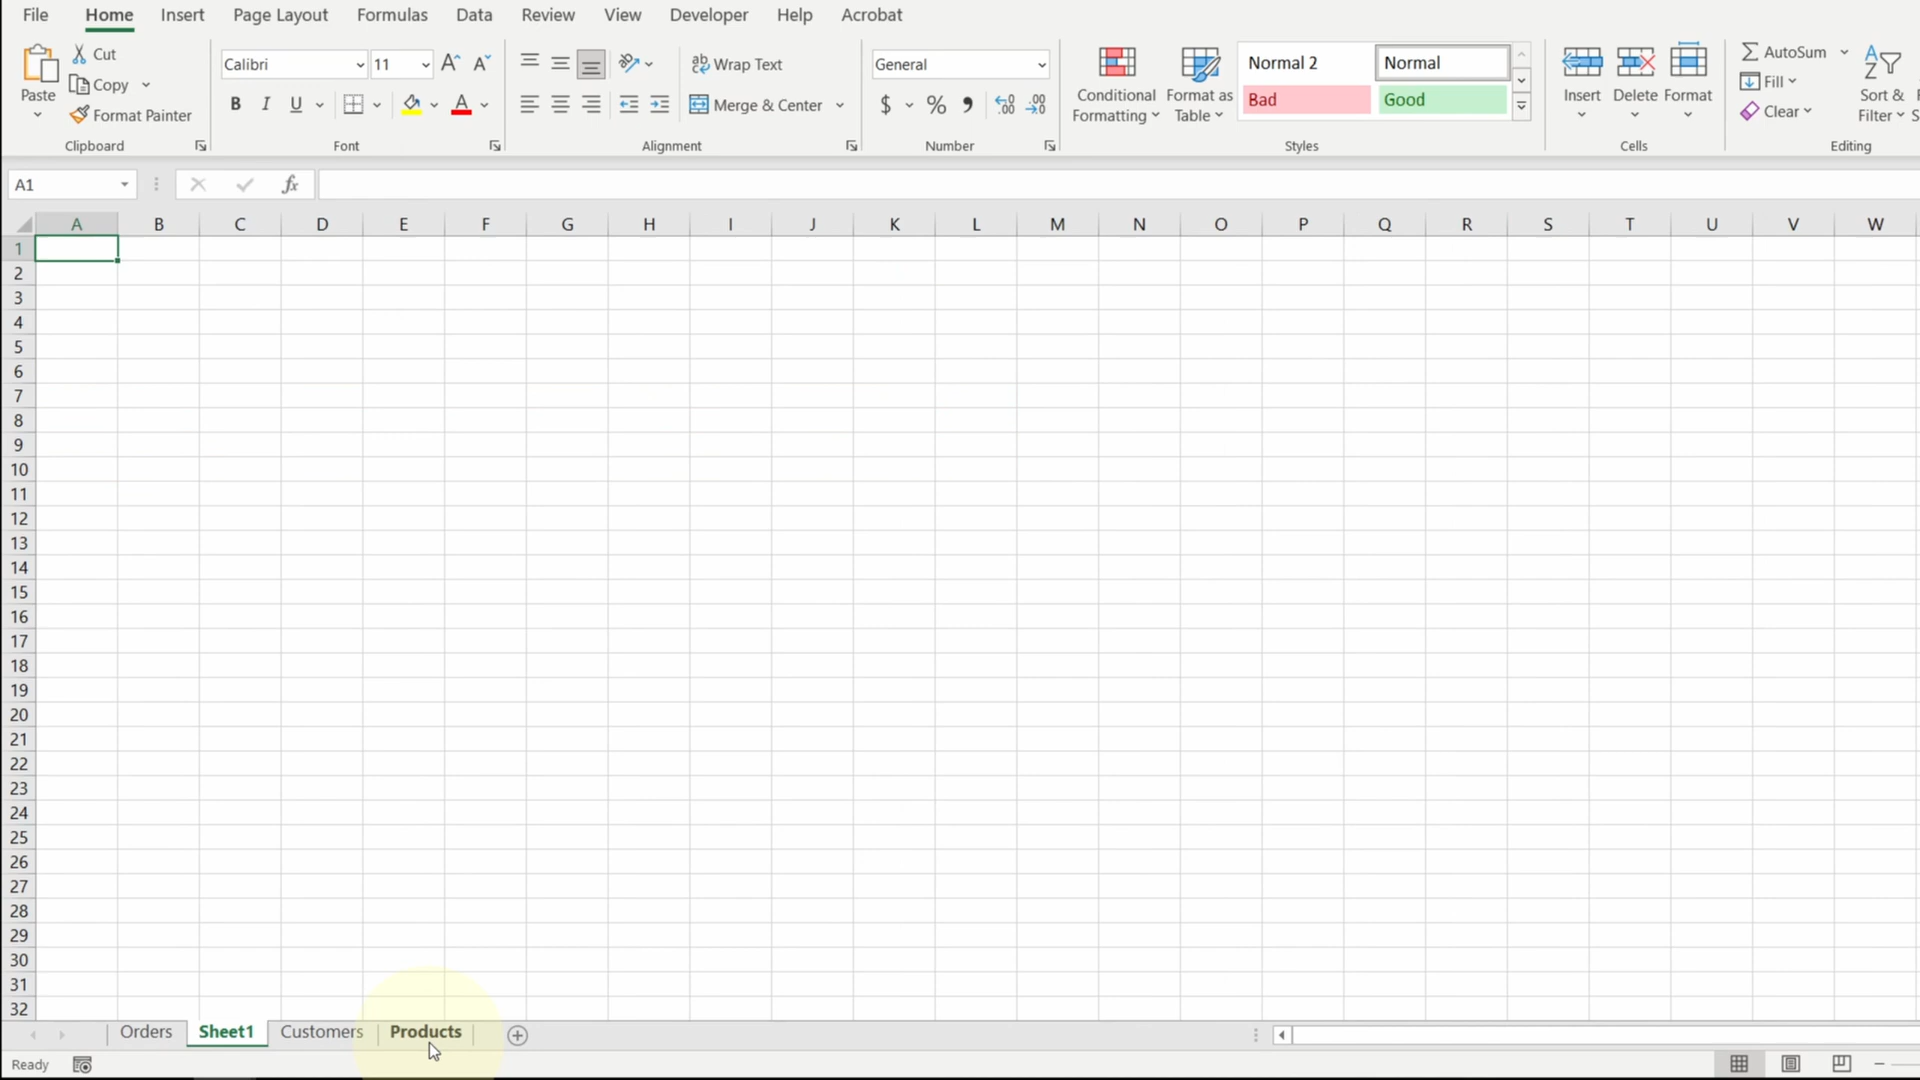 File Home Insert Page Layout Formulas Data Review View Developer Help Acrobat
Paste Cut Copy Format Painter
Clipboard
Calibri 11
B I U A
Font
ab Wrap Text
Merge & Center
Alignment
General
$ % 9 .00
Number
Conditional Formatting
Format as Table
Normal 2 Normal
Bad Good
Styles
Insert Delete Format
Cells
AutoSum
Fill
Clear
Sort & Filter
Editing
A1 fx
A B C D E F G H I J K L M N O P Q R S T U V W
1
2
3
4
5
6
7
8
9
10
11
12
13
14
15
16
17
18
19
20
21
22
23
24
25
26
27
28
29
30
31
32
Orders Sheet1 Customers Products
Ready